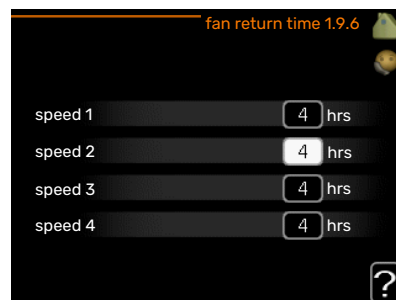 fan return time 1.9.6
speed 1 4 hrs
speed 2 4 hrs
speed 3 4 hrs
speed 4 4 hrs
?